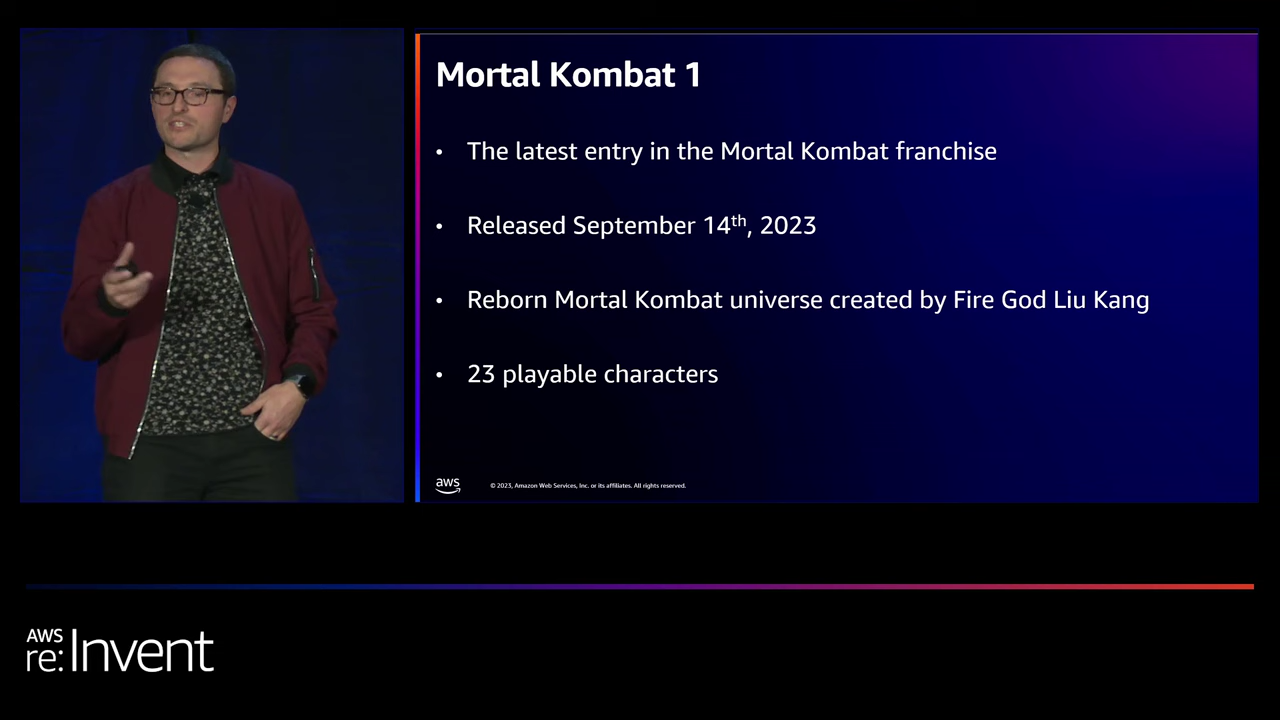 Mortal Kombat 1
• The latest entry in the Mortal Kombat franchise
• Released September 14th, 2023
• Reborn Mortal Kombat universe created by Fire God Liu Kang
• 23 playable characters
aws
© 2023, Amazon Web Services, Inc. or its affiliates. All rights reserved.
AWS
re:Invent